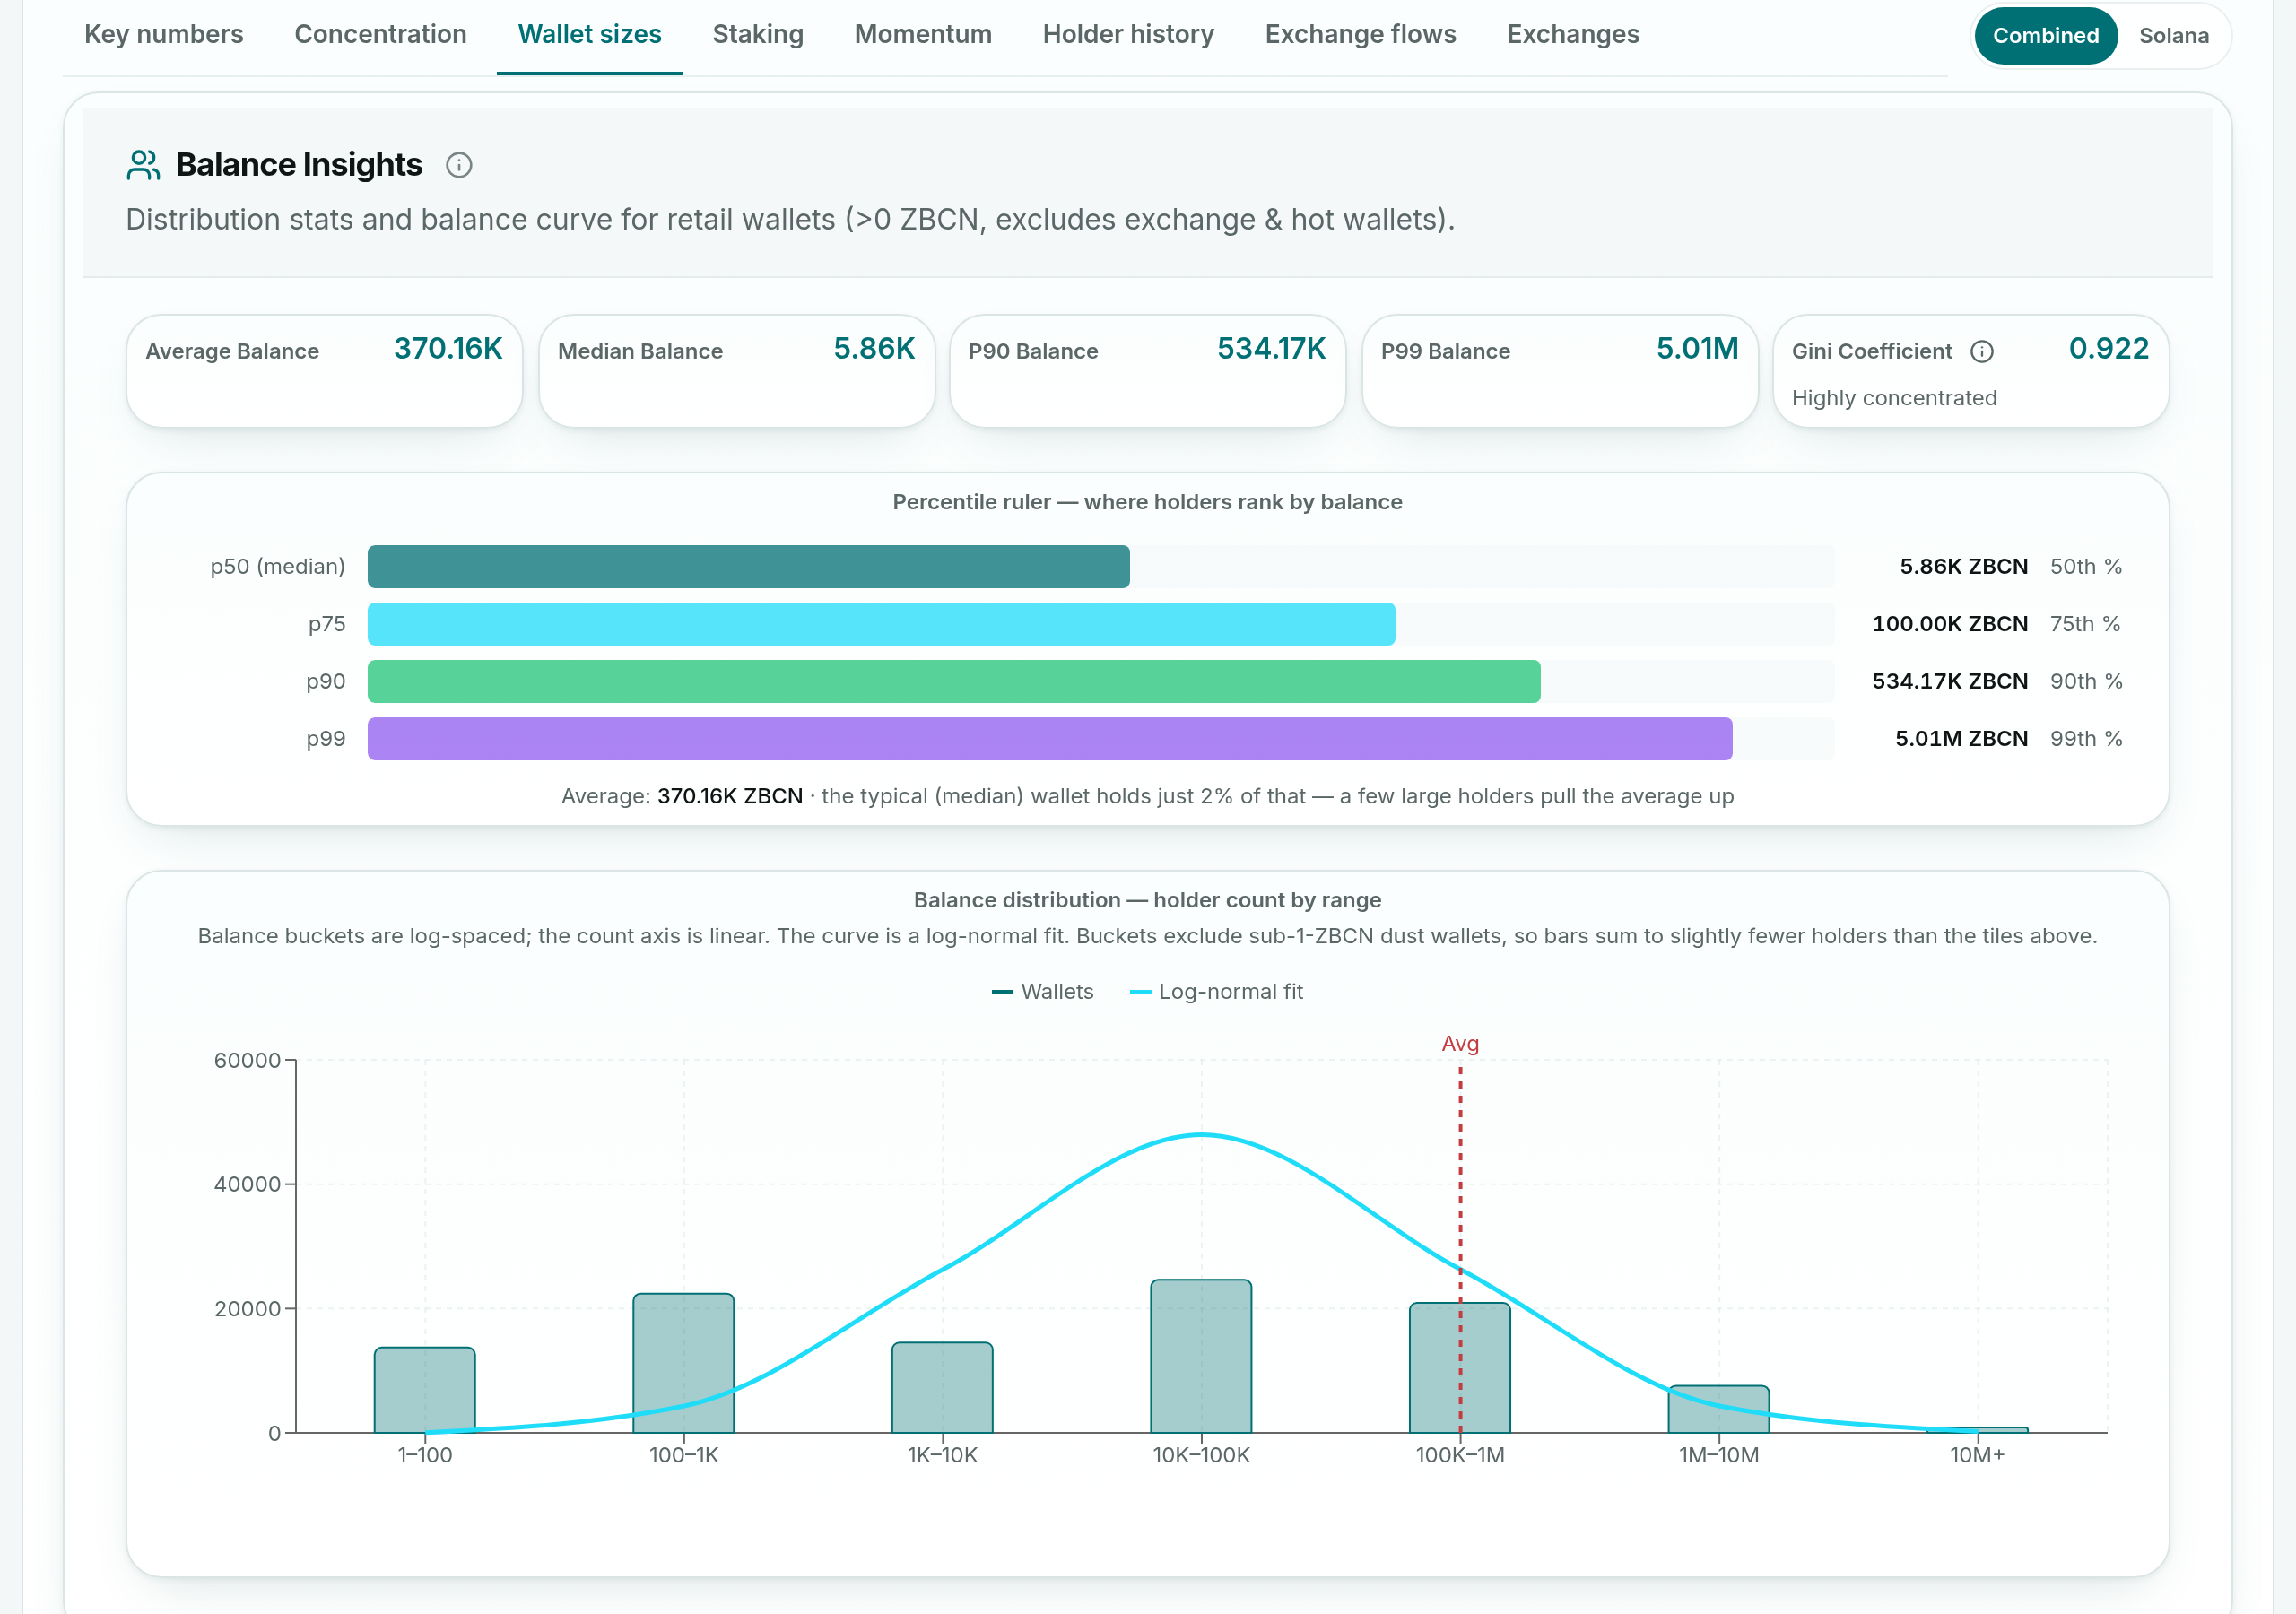 Key numbers Concentration Wallet sizes Staking Momentum Holder history Exchange flows Exchanges Combined Solana
Balance Insights
Distribution stats and balance curve for retail wallets (>0 ZBCN, excludes exchange & hot wallets).
Average Balance 370.16K Median Balance 5.86K P90 Balance 534.17K P99 Balance 5.01M Gini Coefficient 0.922
Highly concentrated
Percentile ruler — where holders rank by balance
p50 (median) 5.86K ZBCN 50th %
p75 100.00K ZBCN 75th %
p90 534.17K ZBCN 90th %
p99 5.01M ZBCN 99th %
Average: 370.16K ZBCN · the typical (median) wallet holds just 2% of that — a few large holders pull the average up
Balance distribution — holder count by range
Balance buckets are log-spaced; the count axis is linear. The curve is a log-normal fit. Buckets exclude sub-1-ZBCN dust wallets, so bars sum to slightly fewer holders than the tiles above.
Wallets Log-normal fit
Avg
60000
40000
20000
0
1–100 100–1K 1K–10K 10K–100K 100K–1M 1M–10M 10M+